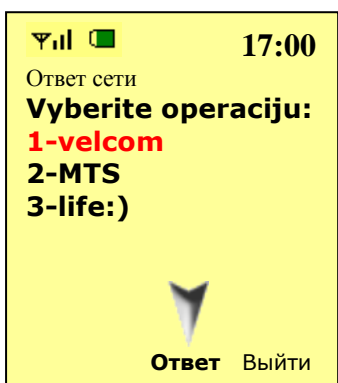 17:00
Ответ сети
Vyberite operaciju:
1-velcom
2-MTS
3-life:)
Ответ Выйти